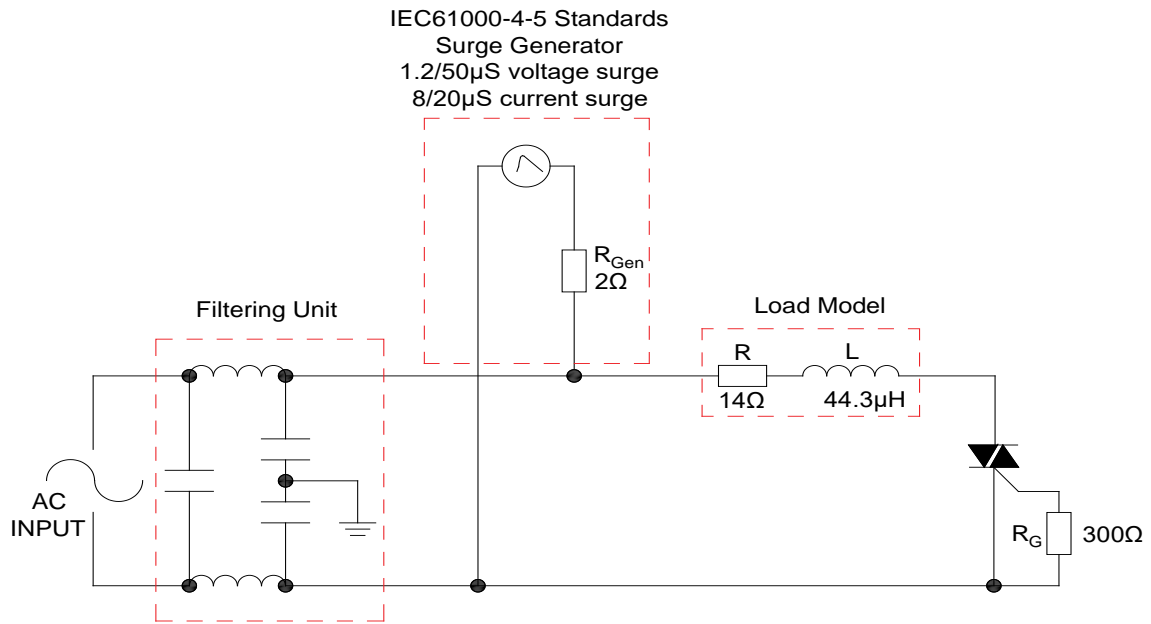 IEC61000-4-5 Standards
Surge Generator
1.2/50µS voltage surge
8/20µS current surge
RGen
2Ω
Filtering Unit
Load Model
R
L
14Ω
44.3µH
AC
INPUT
RG
300Ω